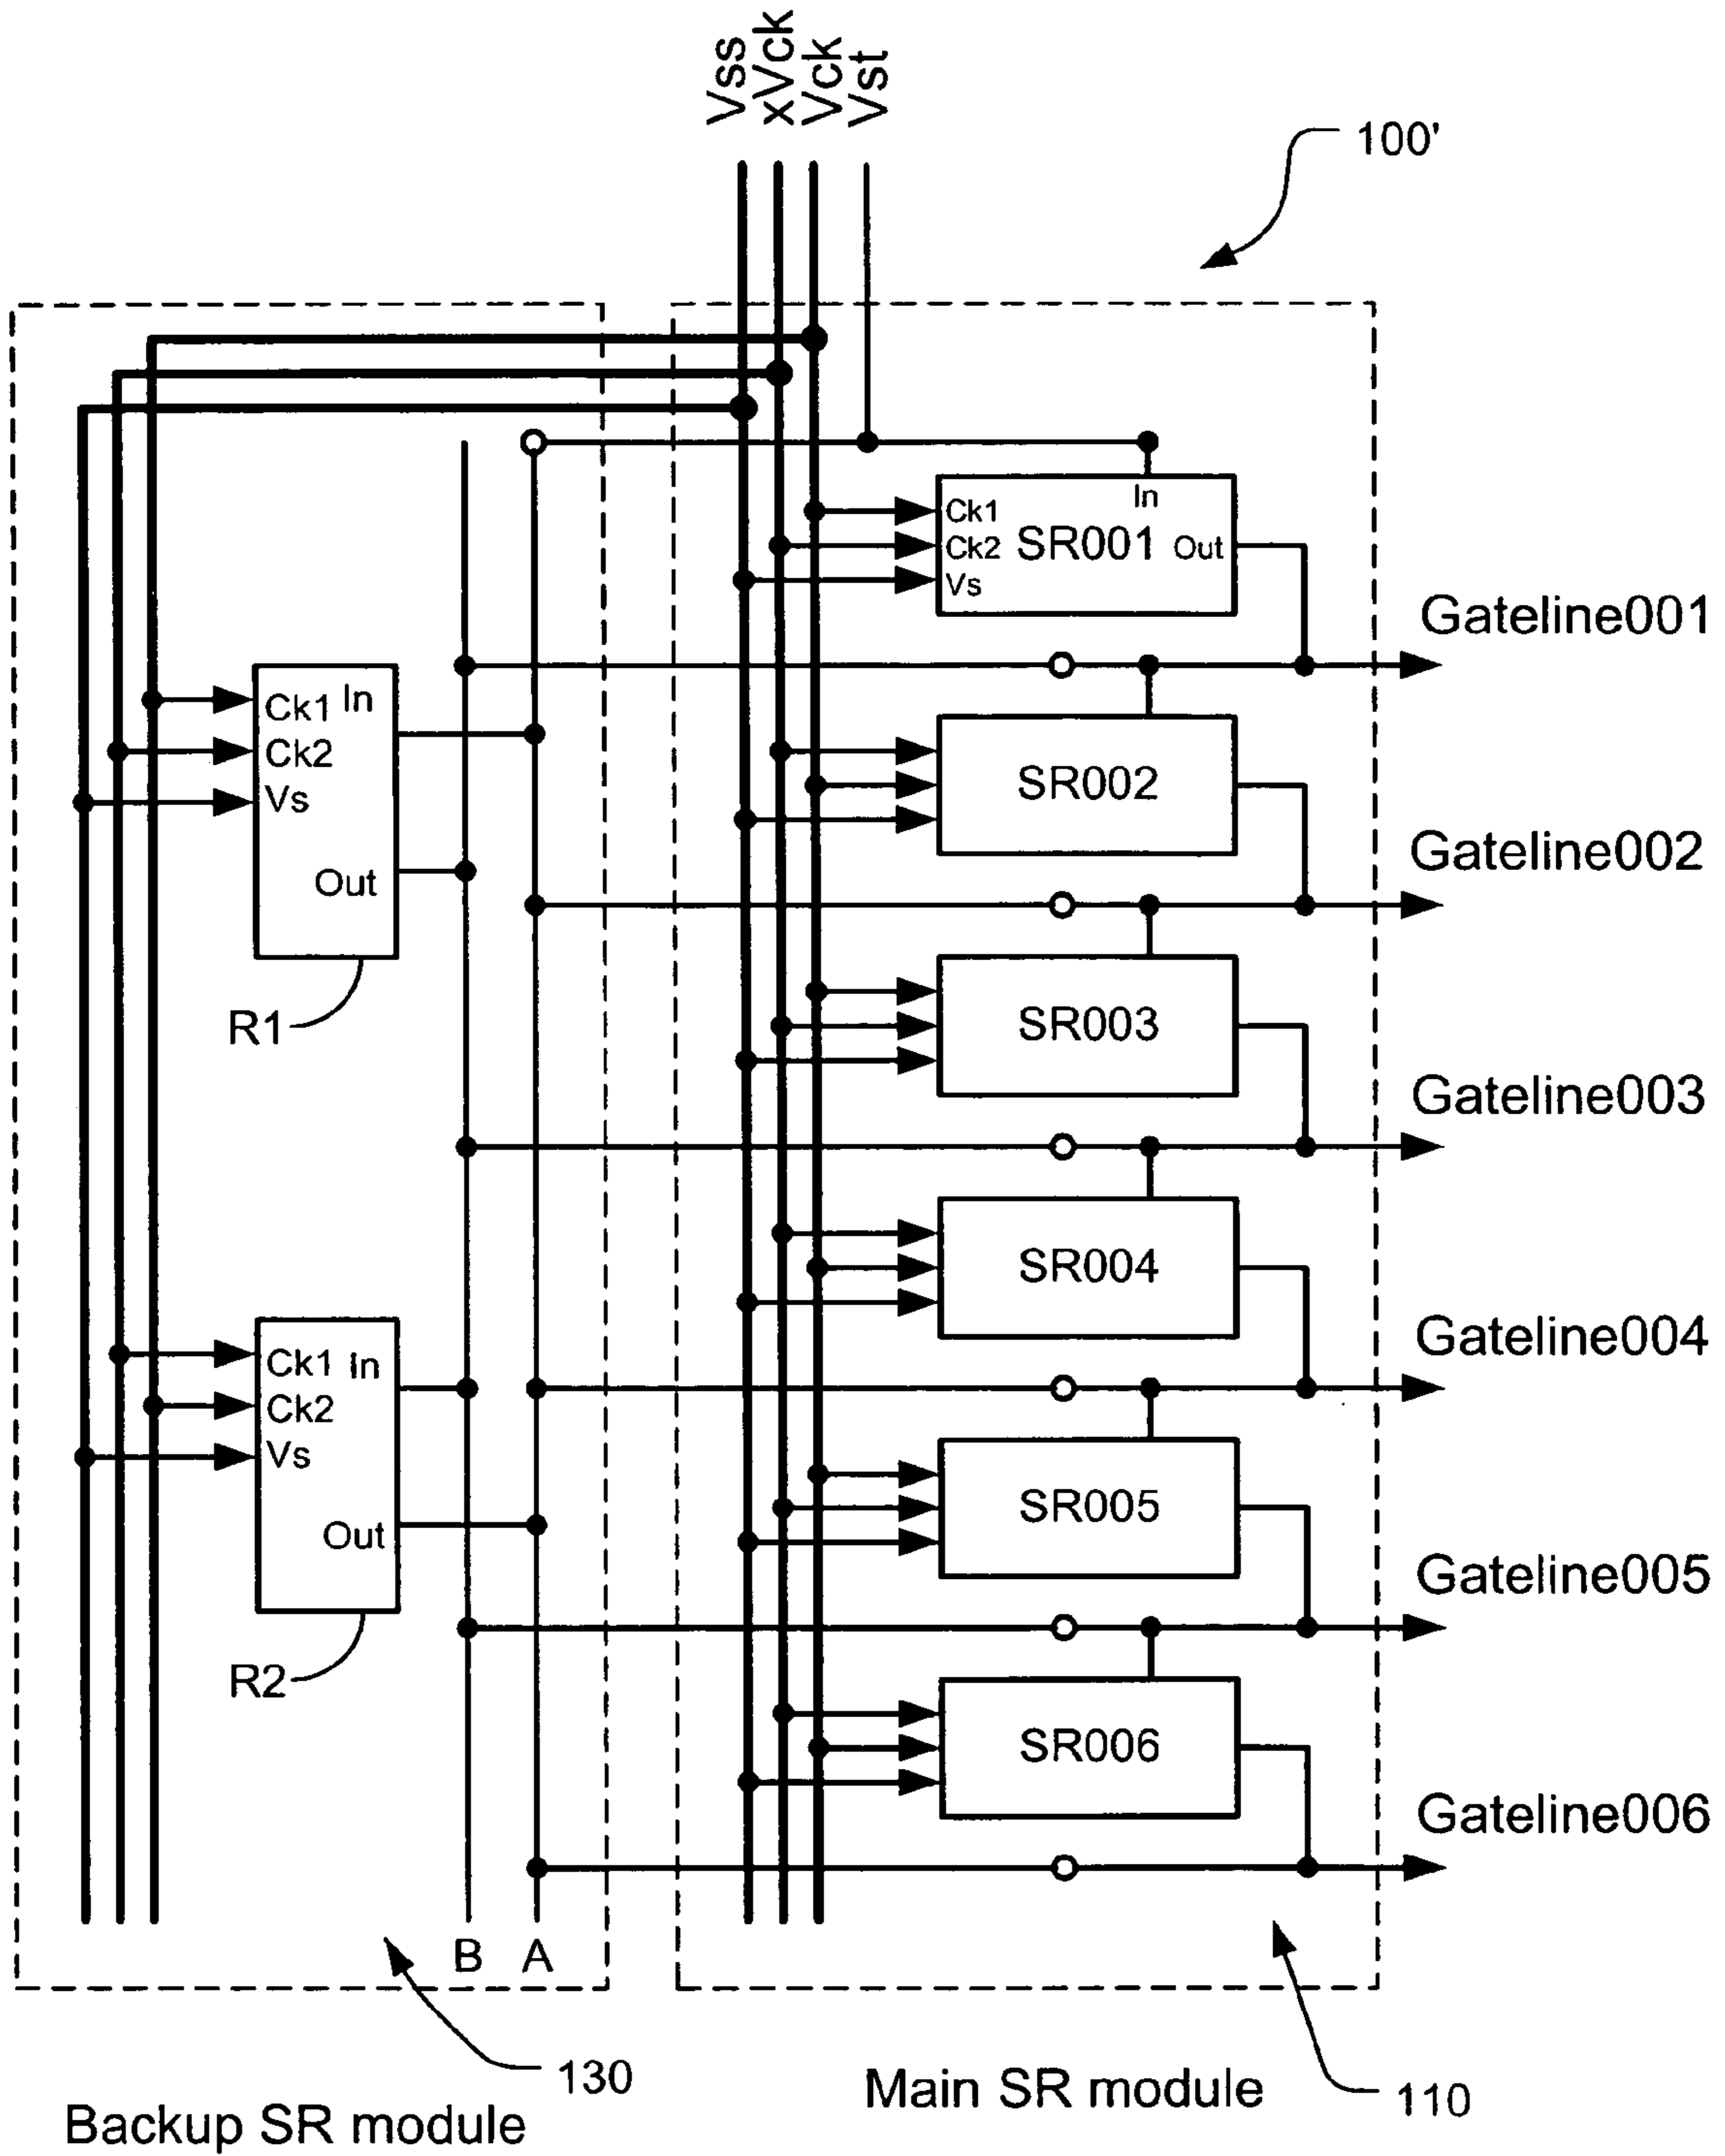 Vss
xVck
Vck
Vst
100'
In
Ck1
Ck2 SR001 Out
Vs
Gateline001
Ck1 In
Ck2
Vs
Out
R1
SR002
Gateline002
SR003
Gateline003
SR004
Gateline004
Ck1 In
Ck2
Vs
Out
R2
SR005
Gateline005
SR006
Gateline006
B A
130
Backup SR module
Main SR module
110